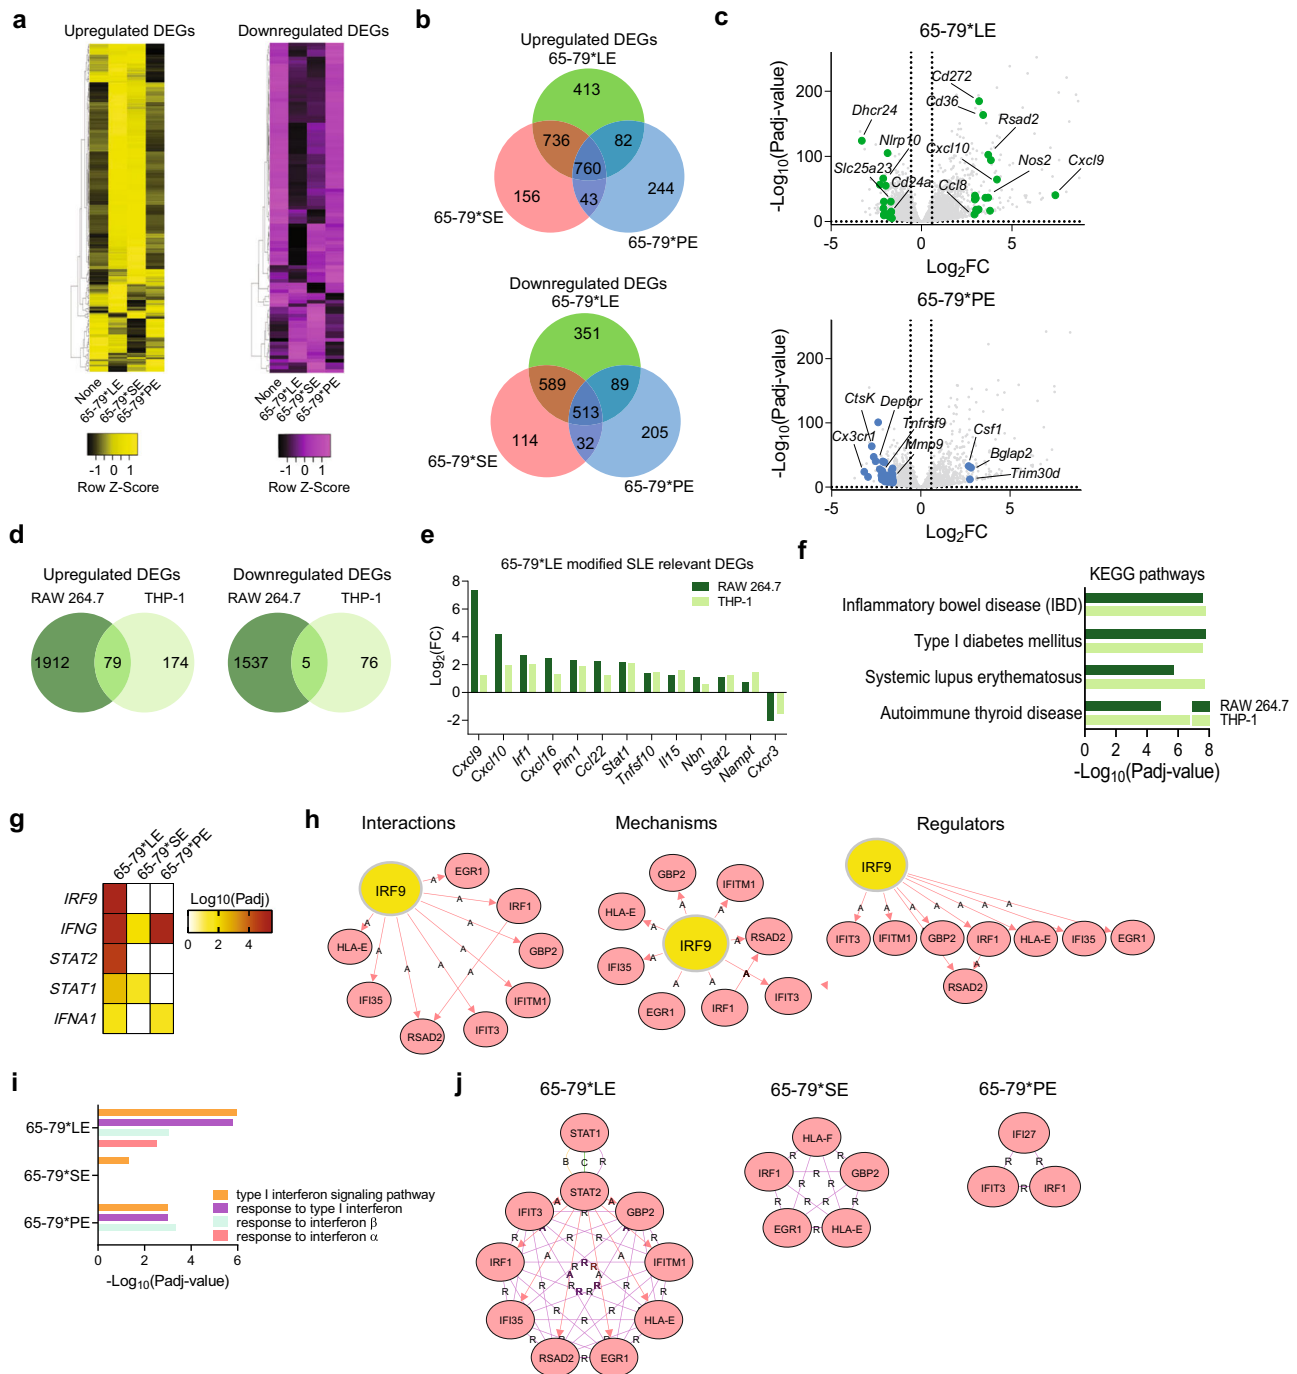 a
Upregulated DEGs
Downregulated DEGs
None
65-79*LE
65-79*SE
65-79*PE
None
65-79*LE
65-79*SE
65-79*PE
-1 0 1
Row Z-Score
-1 0 1
Row Z-Score
b
Upregulated DEGs
65-79*LE
413
736
82
760
156
43
244
65-79*SE
65-79*PE
Downregulated DEGs
65-79*LE
351
589
89
513
114
32
205
65-79*SE
65-79*PE
c
65-79*LE
-Log10(Padj-value)
200
100
0
-5 0 5
Log2FC
Cd272
Cd36
Dhcr24
Rsad2
Nlrp10
Cxcl10
Nos2
Cxcl9
Slc25a23
Cd24a
Ccl8
65-79*PE
-Log10(Padj-value)
200
100
0
-5 0 5
Log2FC
CtsK
Deptor
Tnfrsf9
Cx3cr1
Mmp9
Csf1
Bglap2
Trim30d
d
Upregulated DEGs
RAW 264.7 THP-1
1912 79 174
Downregulated DEGs
RAW 264.7 THP-1
1537 5 76
e
65-79*LE modified SLE relevant DEGs
RAW 264.7
THP-1
Log2(FC)
8
6
4
2
0
-2
Cxcl9
Cxcl10
Irf1
Cxcl16
Pim1
Ccl22
Stat1
Tnfsf10
Il15
Nbn
Stat2
Nampt
Cxcr3
f
KEGG pathways
Inflammatory bowel disease (IBD)
Type I diabetes mellitus
Systemic lupus erythematosus
Autoimmune thyroid disease
RAW 264.7
THP-1
0 2 4 6 8
-Log10(Padj-value)
g
65-79*LE
65-79*SE
65-79*PE
IRF9
IFNG
STAT2
STAT1
IFNA1
Log10(Padj)
0 2 4
h
Interactions
IRF9
EGR1
IRF1
GBP2
IFITM1
IFIT3
RSAD2
IFI35
HLA-E
A A A A A A A A A
Mechanisms
IRF9
GBP2
IFITM1
HLA-E
RSAD2
IFI35
IFIT3
EGR1
IRF1
A A A A A A A A
Regulators
IRF9
A A A A A A A A
IFIT3
IFITM1
GBP2
IRF1
HLA-E
IFI35
EGR1
RSAD2
i
65-79*LE
65-79*SE
65-79*PE
type I interferon signaling pathway
response to type I interferon
response to interferon β
response to interferon α
0 2 4 6
-Log10(Padj-value)
j
65-79*LE
STAT1
B C R
STAT2
IFIT3
GBP2
IRF1
IFITM1
IFI35
HLA-E
RSAD2
EGR1
65-79*SE
HLA-F
IRF1
GBP2
EGR1
HLA-E
R R R R R R R R R R
65-79*PE
IFI27
R R
IFIT3 R IRF1